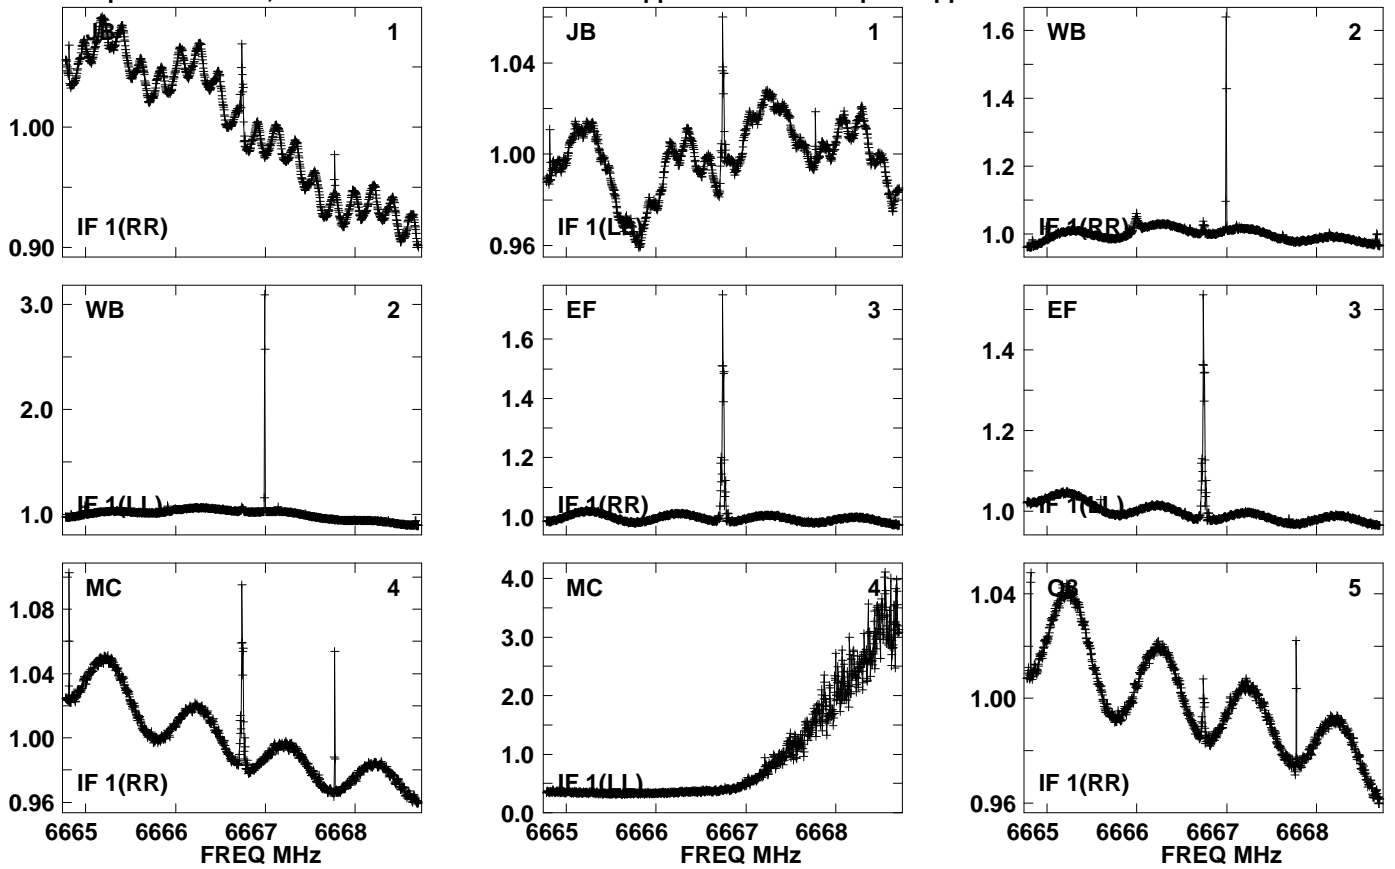 JB 1
1.00
0.90
IF 1(RR)
JB 1
1.04
1.00
0.96
IF 1(LL)
WB 2
1.6
1.4
1.2
1.0
IF 1(RR)
WB 2
3.0
2.0
1.0
IF 1(LL)
EF 3
1.6
1.4
1.2
1.0
IF 1(RR)
EF 3
1.4
1.2
1.0
IF 1(LL)
MC 4
1.08
1.04
1.00
0.96
IF 1(RR)
6665 6666 6667 6668
FREQ MHz
MC 4
4.0
3.0
2.0
1.0
0.0
IF 1(LL)
6665 6666 6667 6668
FREQ MHz
5
1.04
1.00
0.96
IF 1(RR)
6665 6666 6667 6668
FREQ MHz